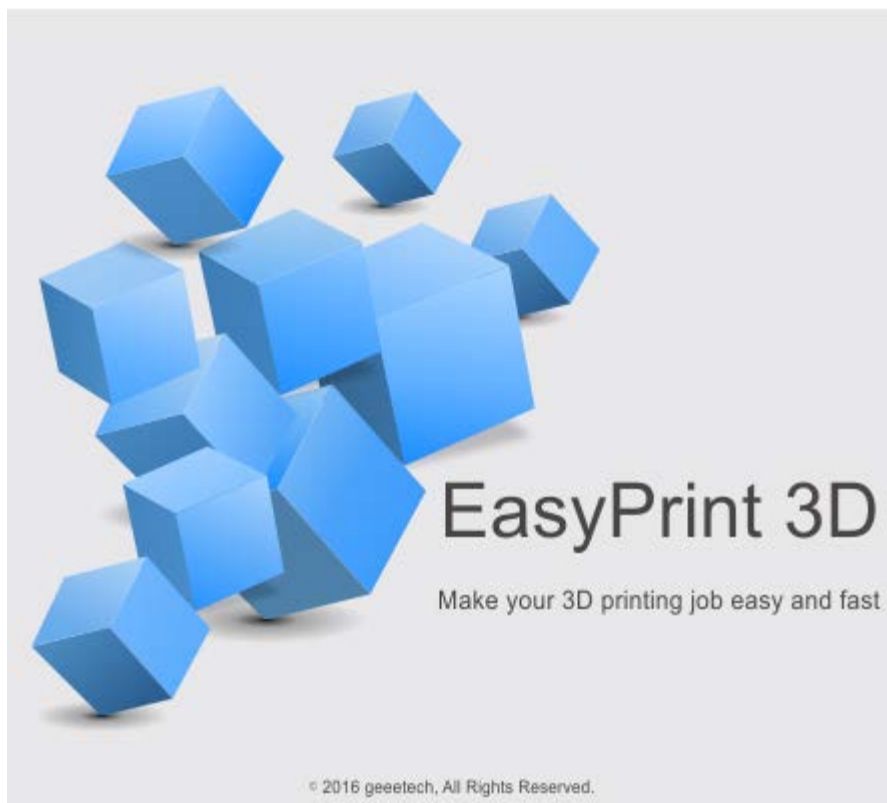 EasyPrint 3D
Make your 3D printing job easy and fast
© 2016 geeetech, All Rights Reserved.